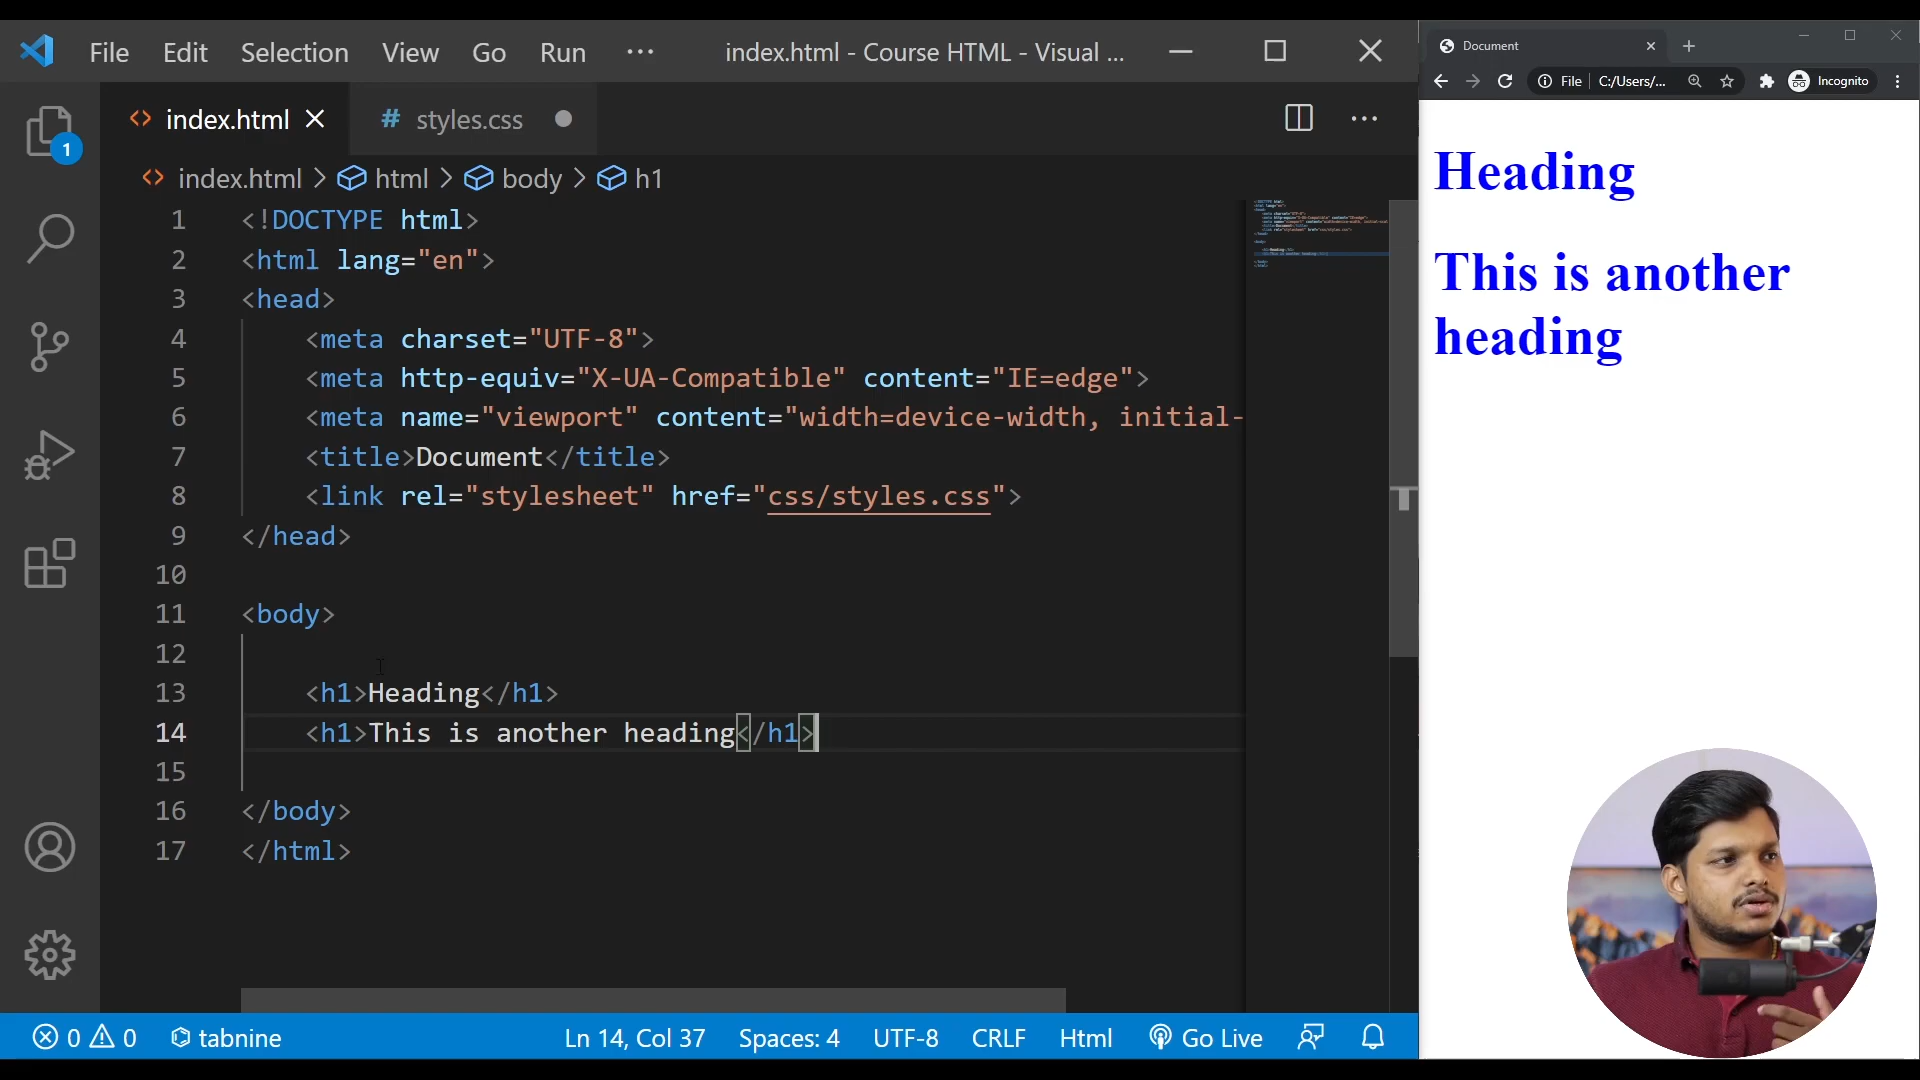 File Edit Selection View Go Run ··· index.html - Course HTML - Visual ...
index.html styles.css
index.html > html > body > h1
1 <!DOCTYPE html>
2 <html lang="en">
3 <head>
4 <meta charset="UTF-8">
5 <meta http-equiv="X-UA-Compatible" content="IE=edge">
6 <meta name="viewport" content="width=device-width, initial-
7 <title>Document</title>
8 <link rel="stylesheet" href="css/styles.css">
9 </head>
10
11 <body>
12
13 <h1>Heading</h1>
14 <h1>This is another heading</h1>
15
16 </body>
17 </html>
1
0 0 tabnine Ln 14, Col 37 Spaces: 4 UTF-8 CRLF Html Go Live
Document
File C:/Users/... Incognito
Heading
This is another
heading